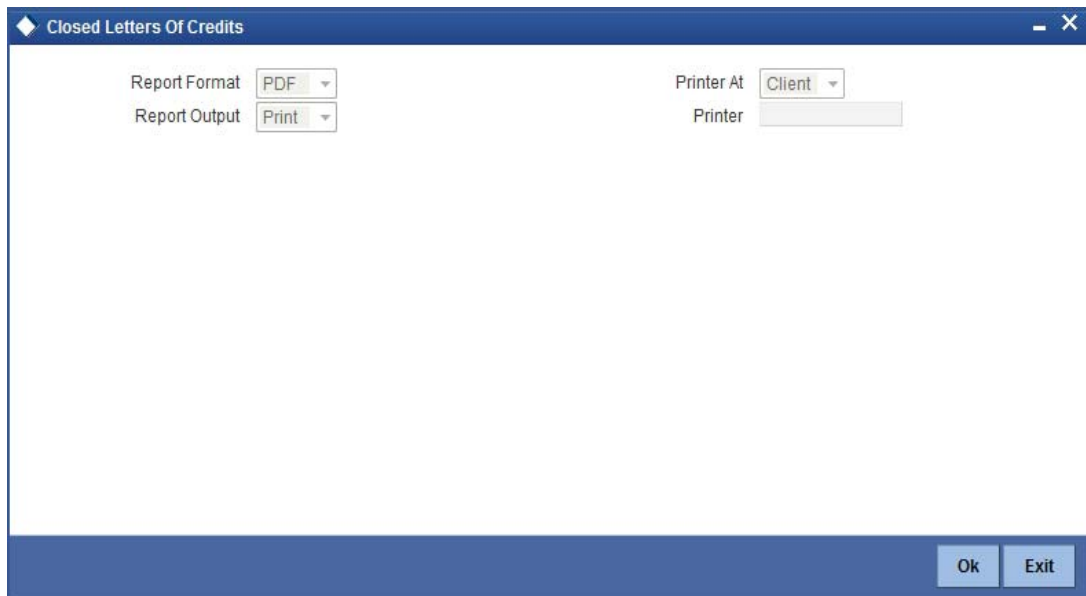 Closed Letters Of Credits
Report Format PDF Printer At Client
Report Output Print Printer
Ok Exit